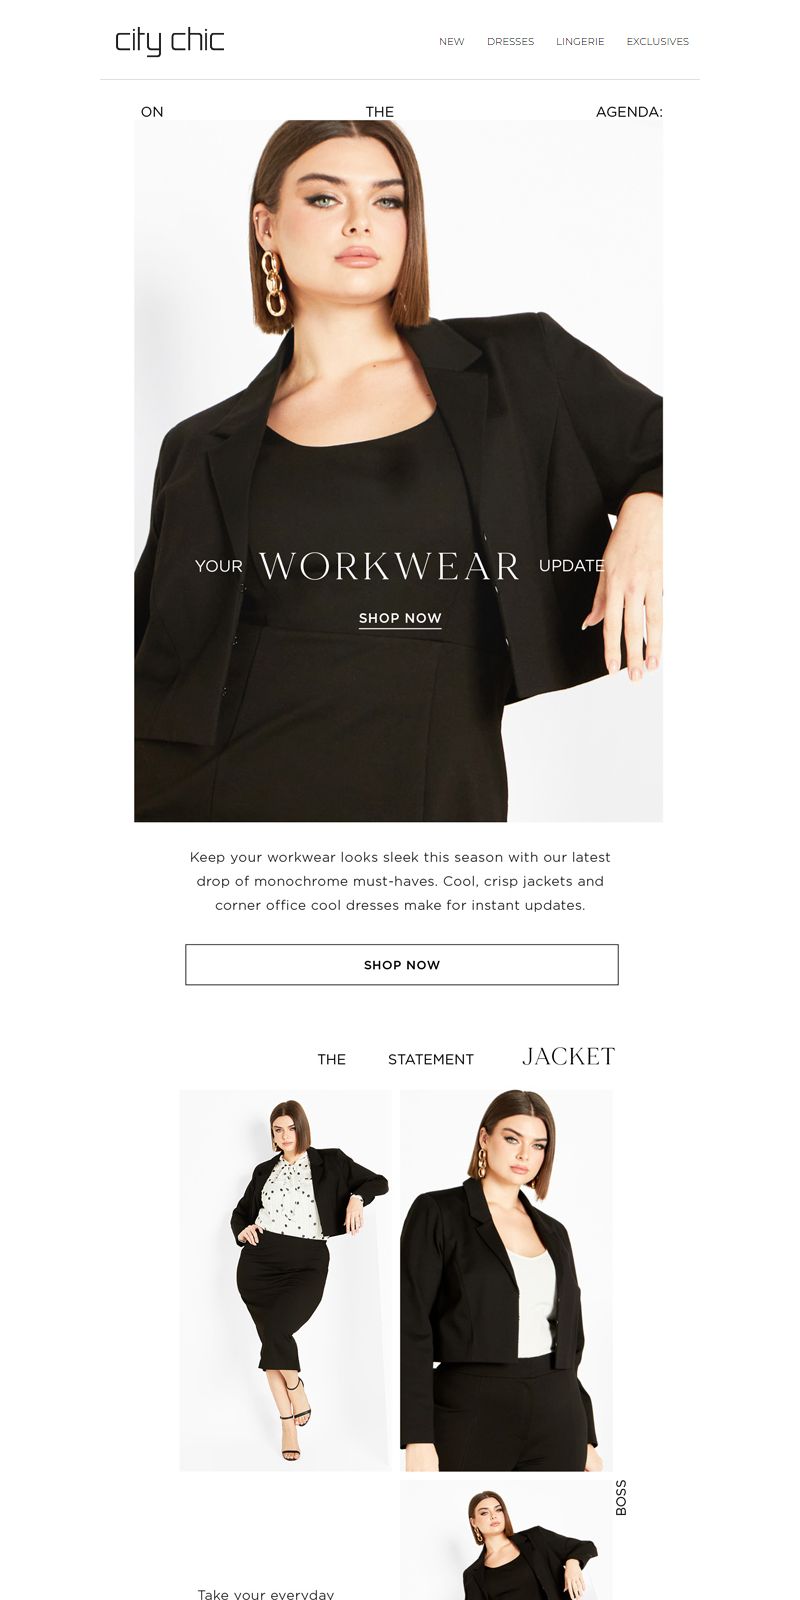 city chic
NEW DRESSES LINGERIE EXCLUSIVES
ON THE AGENDA:
YOUR WORKWEAR UPDATE
SHOP NOW
Keep your workwear looks sleek this season with our latest
drop of monochrome must-haves. Cool, crisp jackets and
corner office cool dresses make for instant updates.
SHOP NOW
THE STATEMENT JACKET
BOSS
Take your everyday